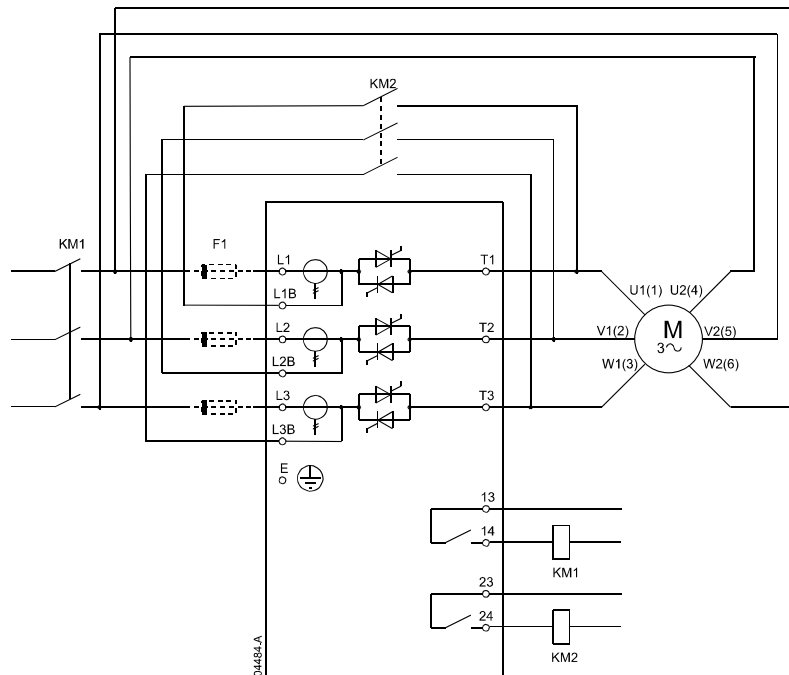 KM2
KM1
F1
L1
T1
L1B
U1(1) U2(4)
L2
T2
V1(2)
M
3~
V2(5)
L2B
W1(3)
W2(6)
L3
T3
L3B
E
13
14
KM1
23
24
KM2
04484.A